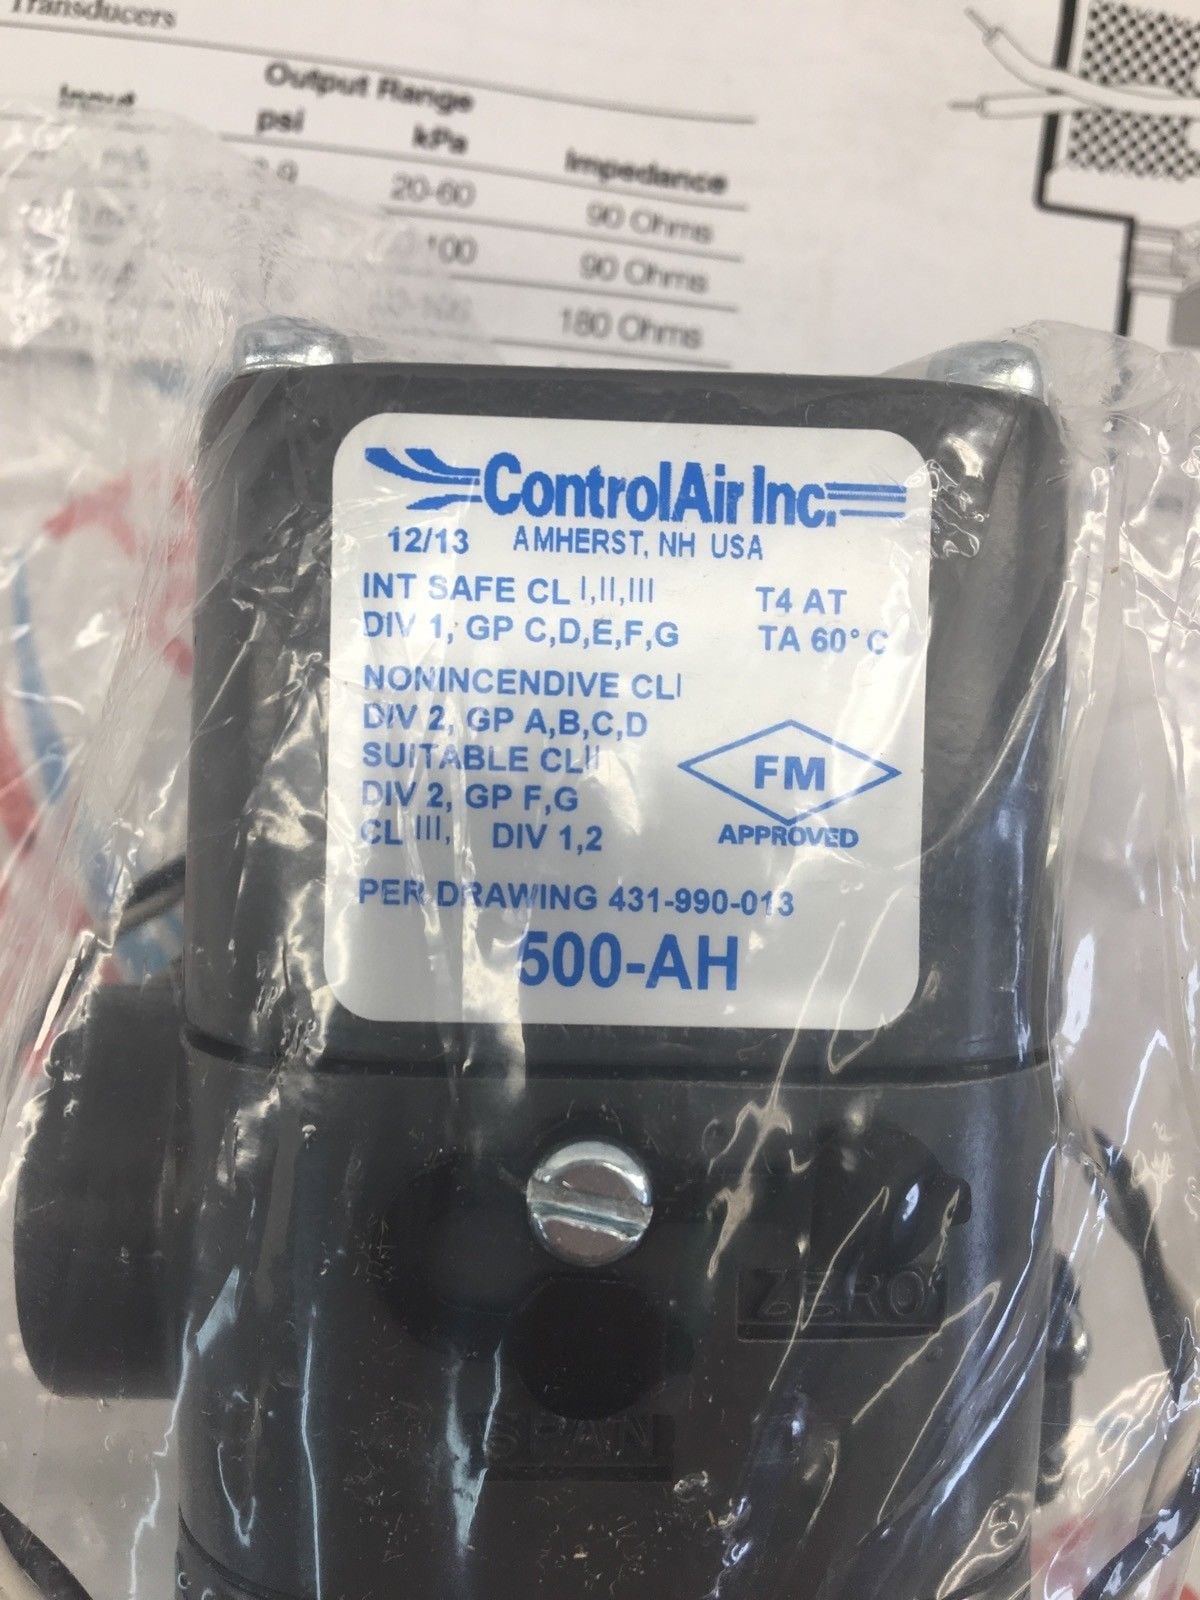 Transducers
Output Range
Input
psi
kPa
Impedance
20-60
90 Ohms
100
90 Ohms
180 Ohms
ControlAir Inc.
12/13 AMHERST, NH USA
INT SAFE CL I,II,III T4 AT
DIV 1, GP C,D,E,F,G TA 60° C
NONINCENDIVE CLI
DIV 2, GP A,B,C,D
SUITABLE CLII
DIV 2, GP F,G
CL III, DIV 1,2
FM
APPROVED
PER DRAWING 431-990-013
500-AH
ZERO
SPAN